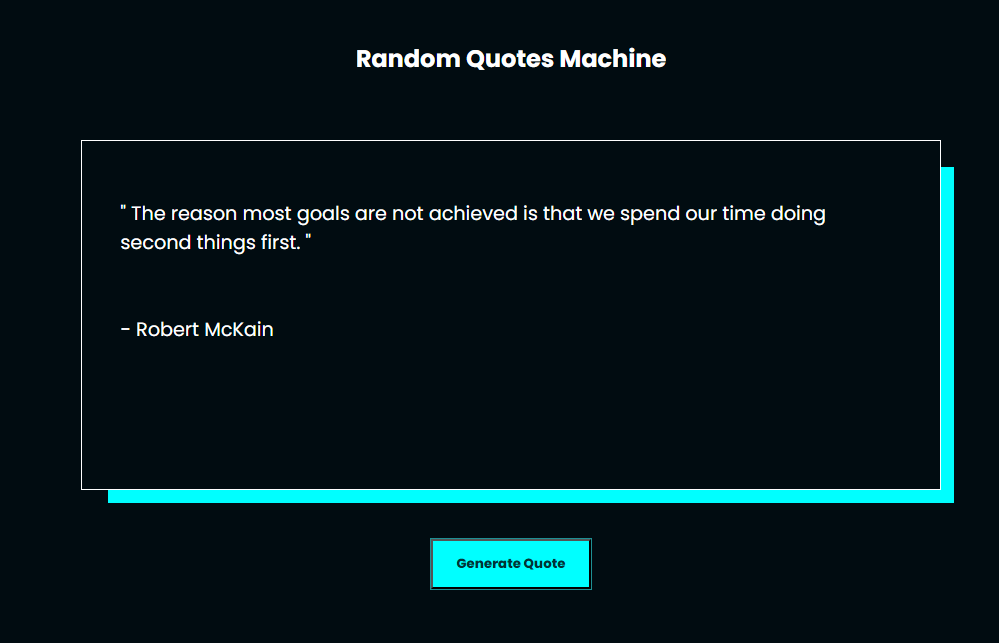 Random Quotes Machine
" The reason most goals are not achieved is that we spend our time doing
second things first. "
- Robert McKain
Generate Quote